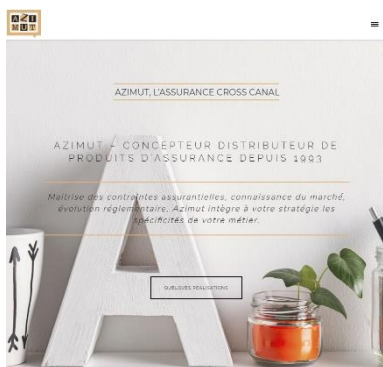 AZI
MUT
AZIMUT, L'ASSURANCE CROSS CANAL
AZIMUT – CONCEPTEUR DISTRIBUTEUR DE
PRODUITS D'ASSURANCE DEPUIS 1993
Maîtrise des contraintes assurantielles, connaissance du marché,
évolution réglementaire, Azimut intègre à votre stratégie les
spécificités de votre métier.
QUELQUES RÉALISATIONS
A